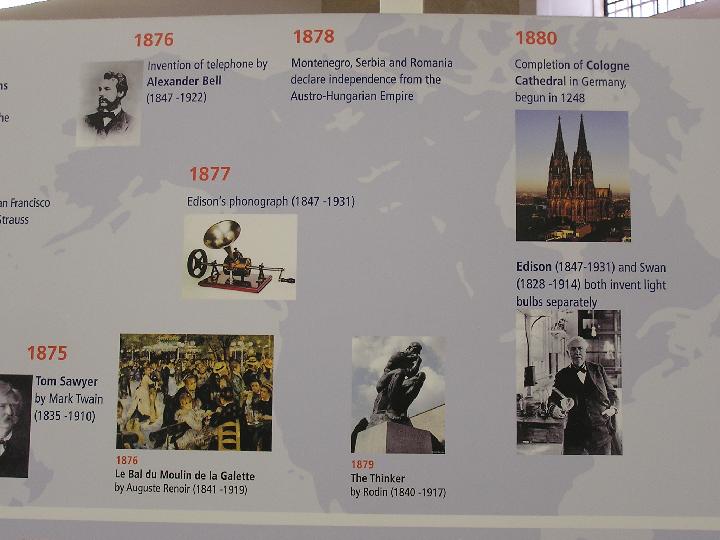 ns
he
an Francisco
Strauss
1875
Tom Sawyer
by Mark Twain
(1835 -1910)
1876
Invention of telephone by
Alexander Bell
(1847 -1922)
1877
Edison's phonograph (1847 -1931)
1876
Le Bal du Moulin de la Galette
by Auguste Renoir (1841 -1919)
1878
Montenegro, Serbia and Romania
declare independence from the
Austro-Hungarian Empire
1879
The Thinker
by Rodin (1840 -1917)
1880
Completion of Cologne
Cathedral in Germany,
begun in 1248
Edison (1847-1931) and Swan
(1828 -1914) both invent light
bulbs separately